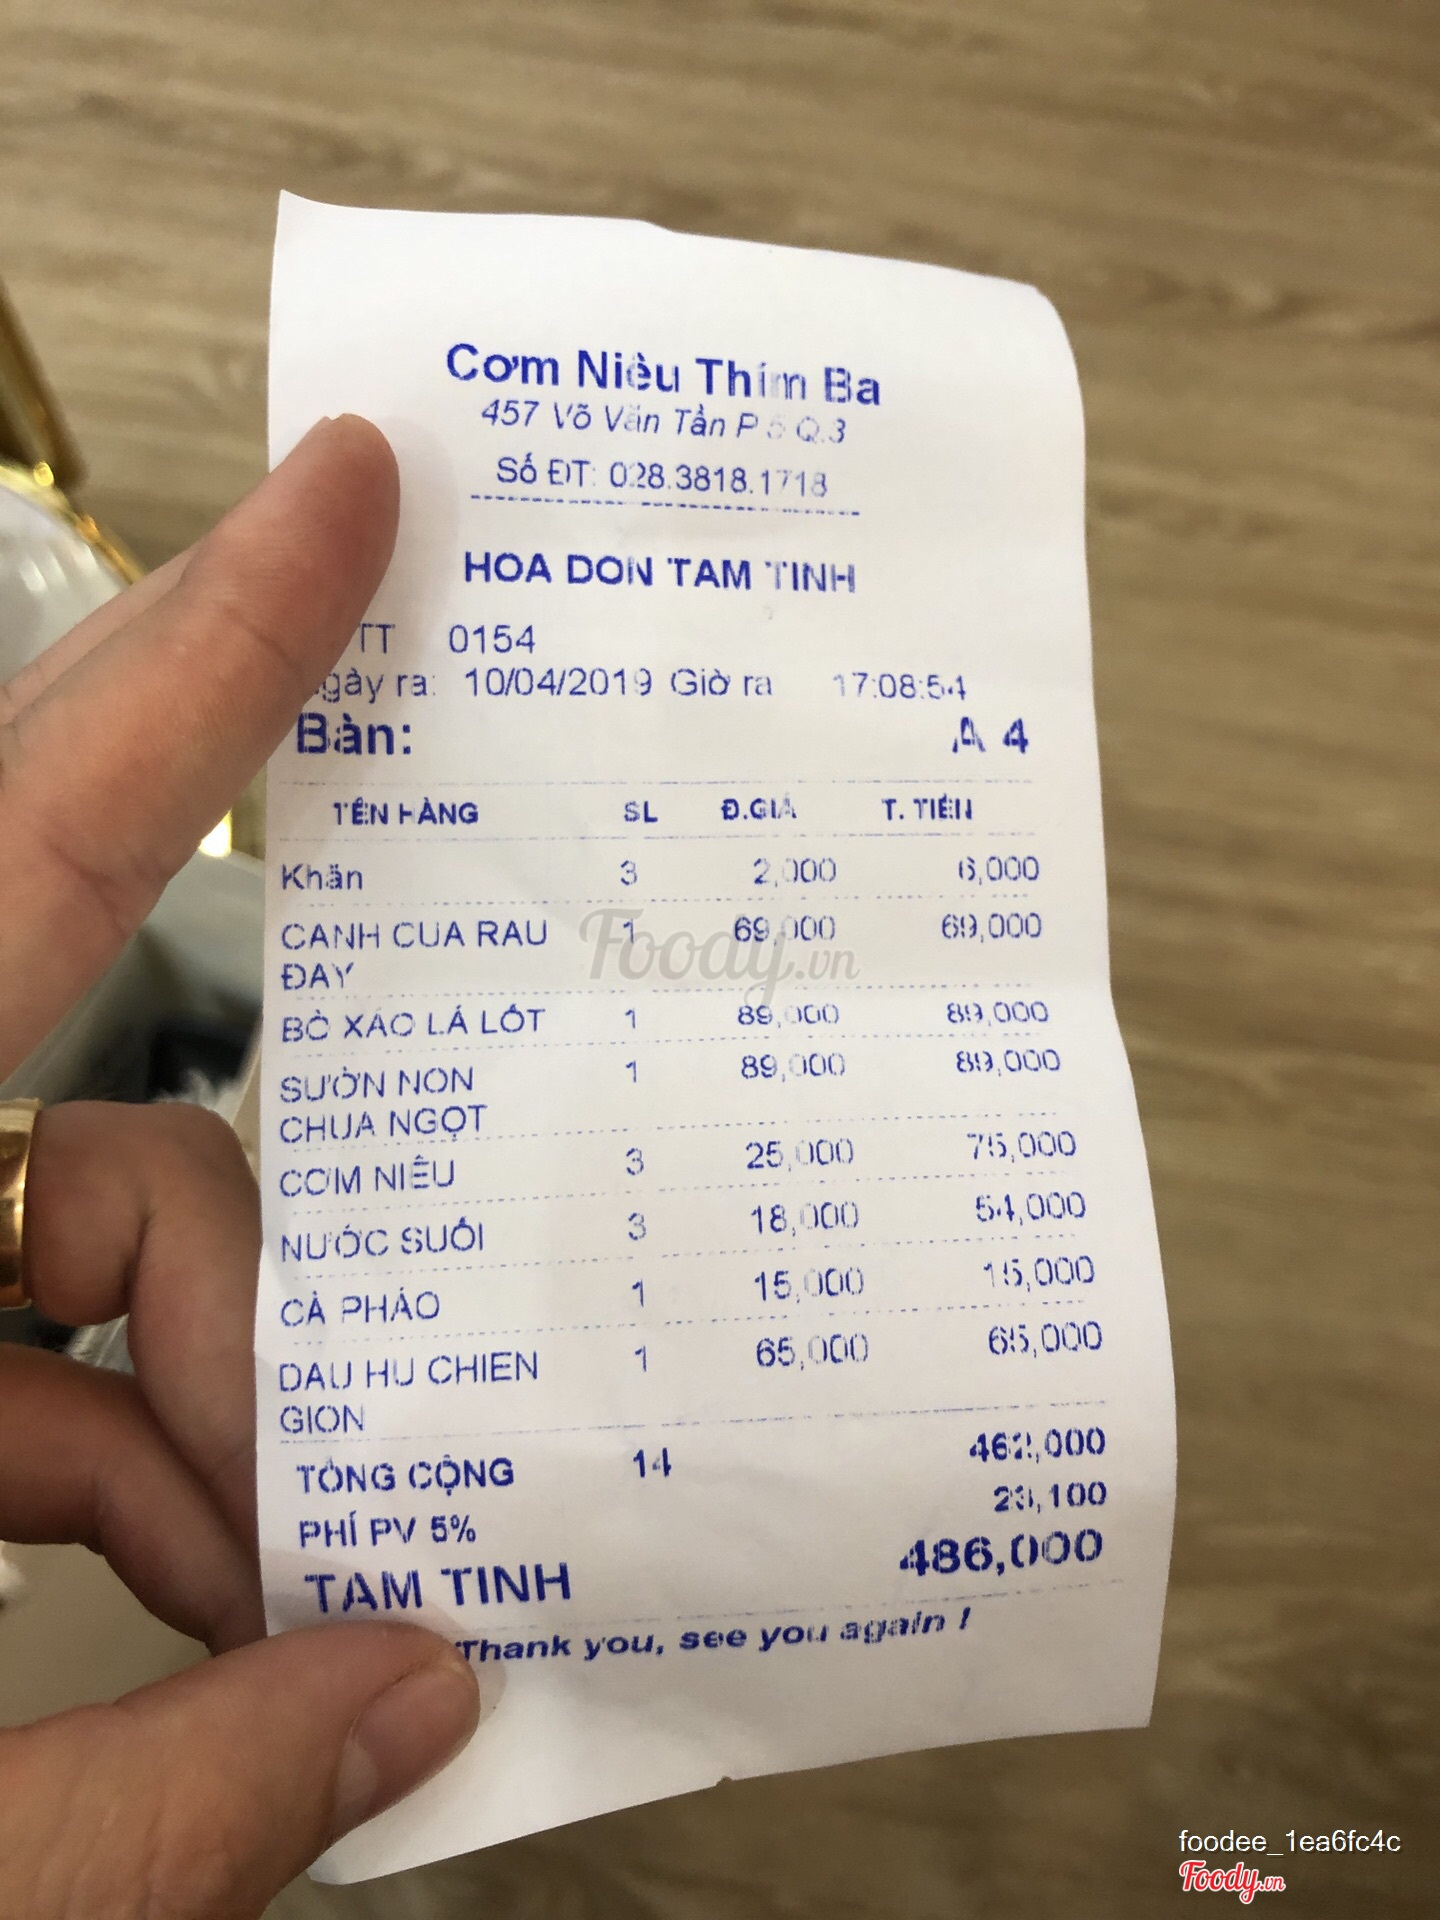 Cơm Niêu Thím Ba
457 Võ Văn Tần P 5 Q.3
Số ĐT: 028.3818.1718
HOA DON TAM TINH
TT 0154
gày ra: 10/04/2019 Giờ ra 17:08:54
Bàn: A 4
TÊN HÀNG SL Đ.GIÁ T. TIỀN
Khăn 3 2,000 6,000
CANH CUA RAU 1 69,000 69,000
ĐAY
BÒ XÀO LÁ LỐT 1 89,000 89,000
SƯỜN NON 1 89,000 89,000
CHUA NGỌT
CƠM NIÊU 3 25,000 75,000
NƯỚC SUỐI 3 18,000 54,000
CÀ PHÁO 1 15,000 15,000
DAU HU CHIEN 1 65,000 65,000
GION
TỔNG CỘNG 14 462,000
PHÍ PV 5% 23,100
TAM TINH 486,000
Thank you, see you again !
Foody.vn
foodee_1ea6fc4c
Foody.vn